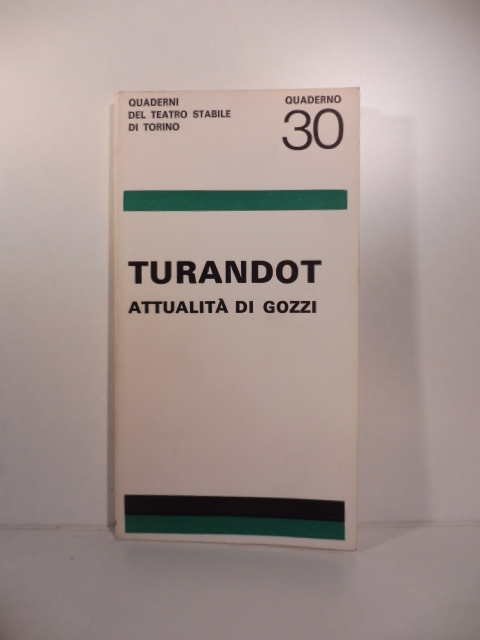 QUADERNI
DEL TEATRO STABILE
DI TORINO
QUADERNO
30
TURANDOT
ATTUALITÀ DI GOZZI